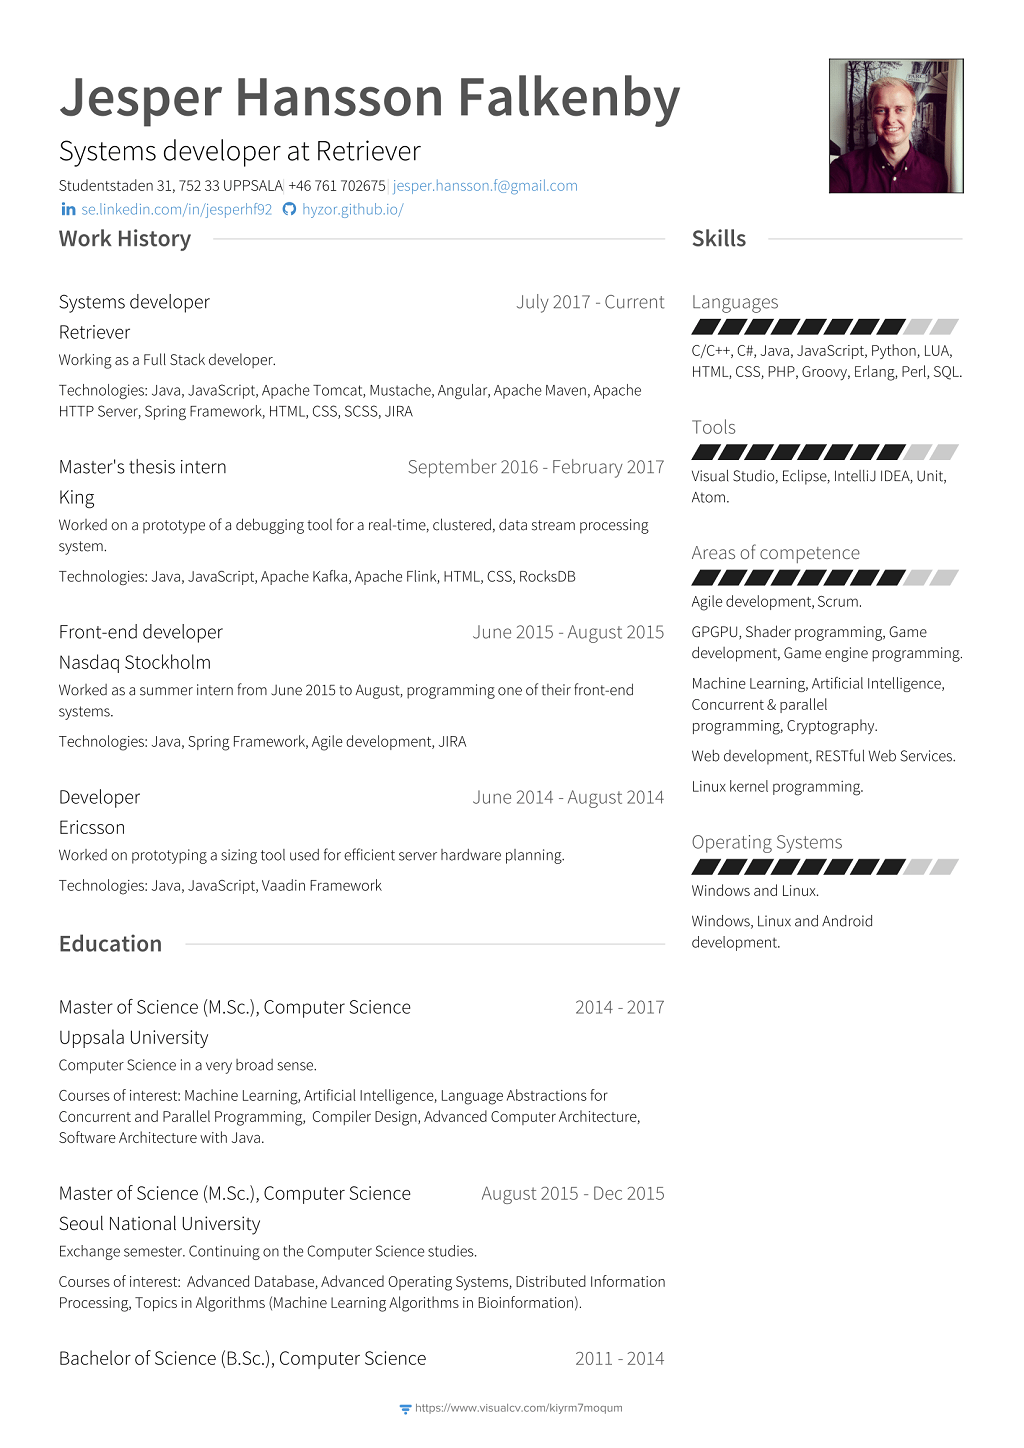 Jesper Hansson Falkenby
Systems developer at Retriever
Studentstaden 31, 752 33 UPPSALA +46 761 702675 jesper.hansson.f@gmail.com
se.linkedin.com/in/jesperhf92 hyzor.github.io/
Work History
Systems developer July 2017 - Current
Retriever
Working as a Full Stack developer.
Technologies: Java, JavaScript, Apache Tomcat, Mustache, Angular, Apache Maven, Apache
HTTP Server, Spring Framework, HTML, CSS, SCSS, JIRA
Master's thesis intern September 2016 - February 2017
King
Worked on a prototype of a debugging tool for a real-time, clustered, data stream processing
system.
Technologies: Java, JavaScript, Apache Kafka, Apache Flink, HTML, CSS, RocksDB
Front-end developer June 2015 - August 2015
Nasdaq Stockholm
Worked as a summer intern from June 2015 to August, programming one of their front-end
systems.
Technologies: Java, Spring Framework, Agile development, JIRA
Developer June 2014 - August 2014
Ericsson
Worked on prototyping a sizing tool used for efficient server hardware planning.
Technologies: Java, JavaScript, Vaadin Framework
Education
Master of Science (M.Sc.), Computer Science 2014 - 2017
Uppsala University
Computer Science in a very broad sense.
Courses of interest: Machine Learning, Artificial Intelligence, Language Abstractions for
Concurrent and Parallel Programming, Compiler Design, Advanced Computer Architecture,
Software Architecture with Java.
Master of Science (M.Sc.), Computer Science August 2015 - Dec 2015
Seoul National University
Exchange semester. Continuing on the Computer Science studies.
Courses of interest: Advanced Database, Advanced Operating Systems, Distributed Information
Processing, Topics in Algorithms (Machine Learning Algorithms in Bioinformation).
Bachelor of Science (B.Sc.), Computer Science 2011 - 2014
Skills
Languages
C/C++, C#, Java, JavaScript, Python, LUA,
HTML, CSS, PHP, Groovy, Erlang, Perl, SQL.
Tools
Visual Studio, Eclipse, IntelliJ IDEA, Unit,
Atom.
Areas of competence
Agile development, Scrum.
GPGPU, Shader programming, Game
development, Game engine programming.
Machine Learning, Artificial Intelligence,
Concurrent & parallel
programming, Cryptography.
Web development, RESTful Web Services.
Linux kernel programming.
Operating Systems
Windows and Linux.
Windows, Linux and Android
development.
https://www.visualcv.com/kiyrm7moqum